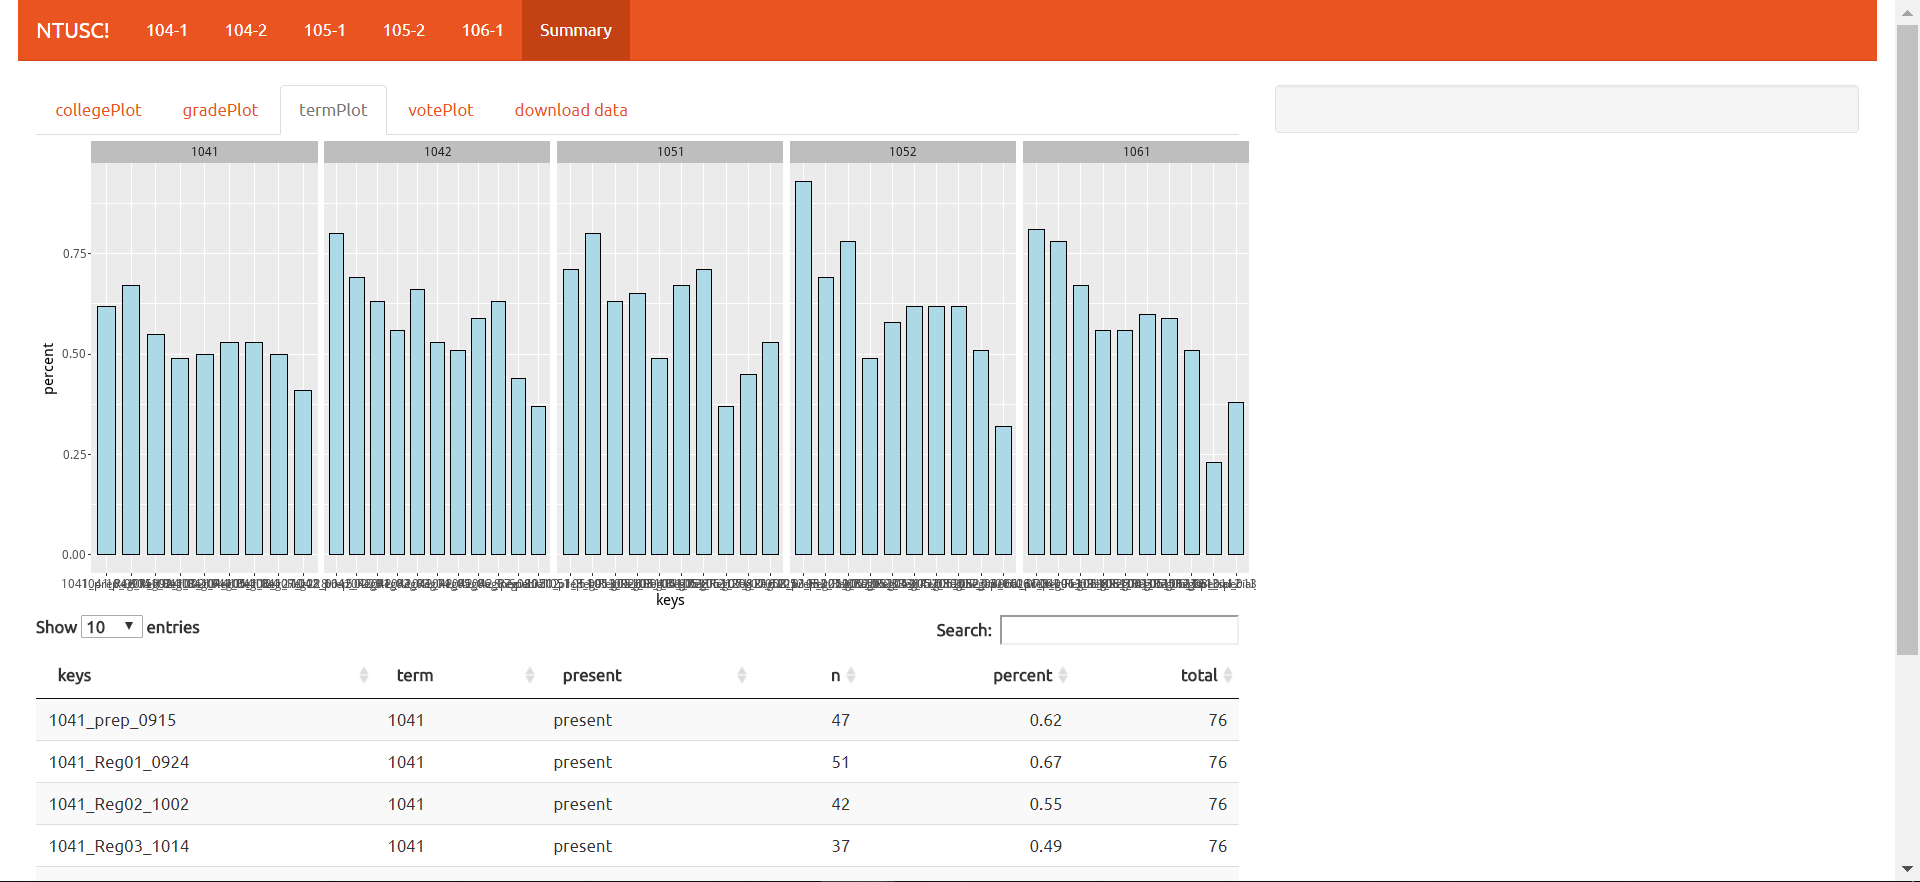 NTUSC! 104-1 104-2 105-1 105-2 106-1 Summary
collegePlot gradePlot termPlot votePlot download data
1041 1042 1051 1052 1061
0.75
0.50
0.25
0.00
percent
keys
Show 10 entries
Search:
keys term present n percent total
1041_prep_0915 1041 present 47 0.62 76
1041_Reg01_0924 1041 present 51 0.67 76
1041_Reg02_1002 1041 present 42 0.55 76
1041_Reg03_1014 1041 present 37 0.49 76